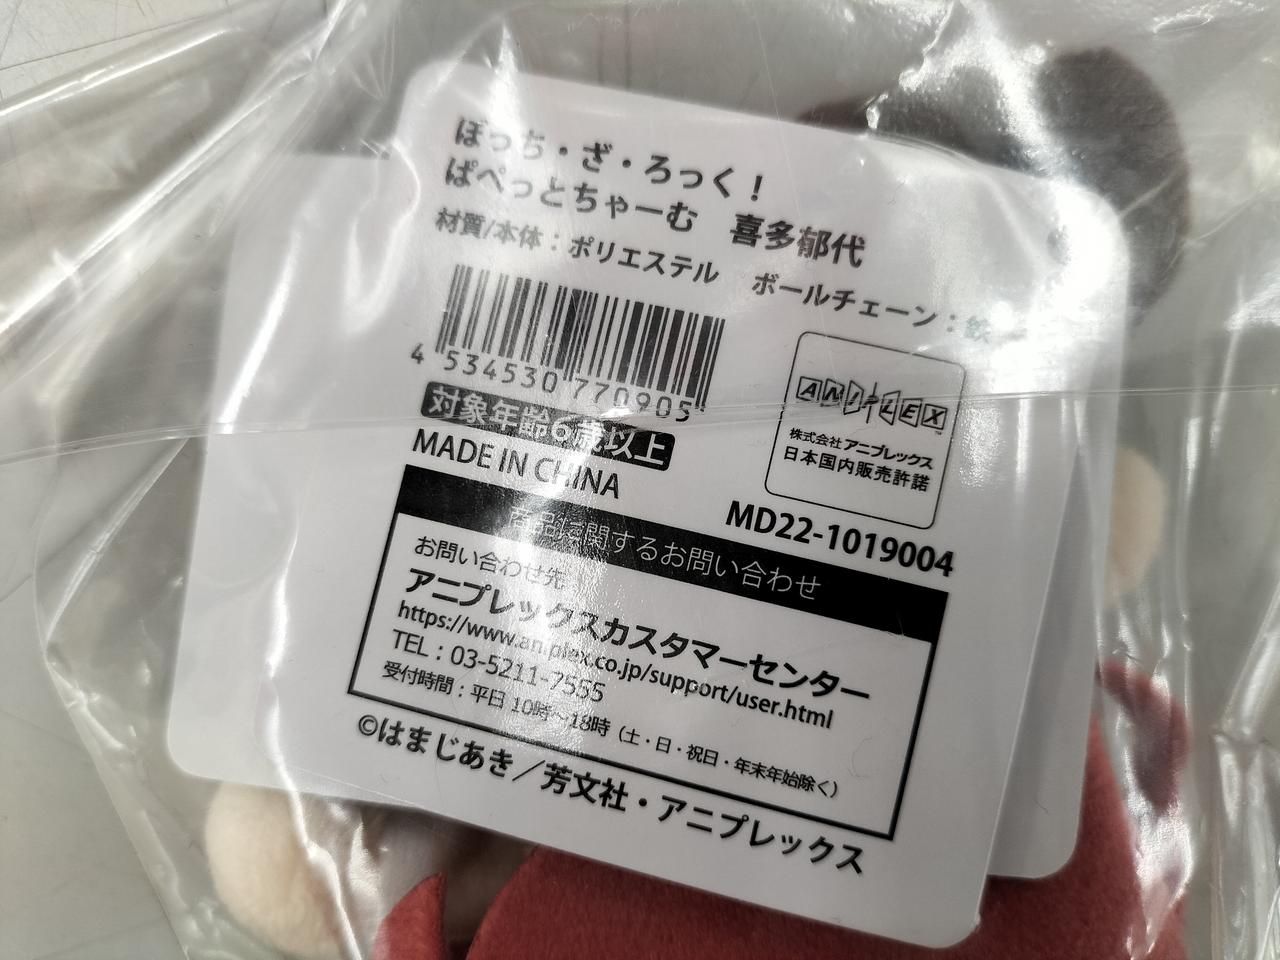 ぼっち・ざ・ろっく!
ぱぺっとちゃーむ 喜多郁代
材質/本体:ポリエステル ボールチェーン:鉄
4 534530 770905
対象年齢6歳以上
MADE IN CHINA
ANIPLEX
株式会社アニプレックス
日本国内販売許諾
MD22-1019004
商品に関するお問い合わせ
お問い合わせ先
アニプレックスカスタマーセンター
https://www.aniplex.co.jp/support/user.html
TEL:03-5211-7555
受付時間:平日 10時~18時(土・日・祝日・年末年始除く)
©はまじあき/芳文社・アニプレックス